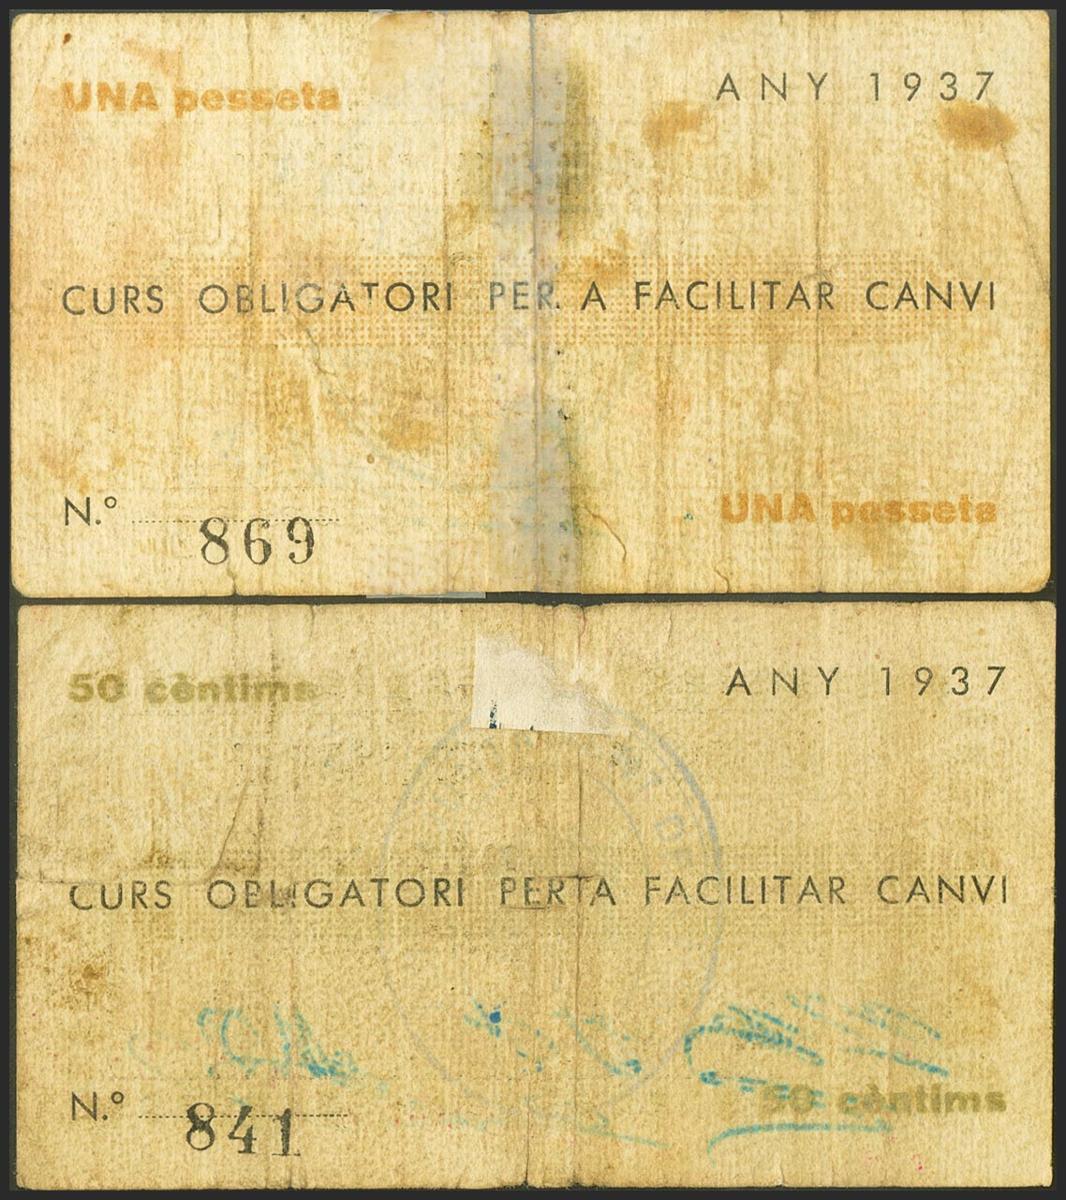 UNA pesseta
ANY 1937
CURS OBLIGATORI PER A FACILITAR CANVI
N.º 869
UNA pesseta
50 cèntims
ANY 1937
CURS OBLIGATORI PER A FACILITAR CANVI
N.º 841
50 cèntims